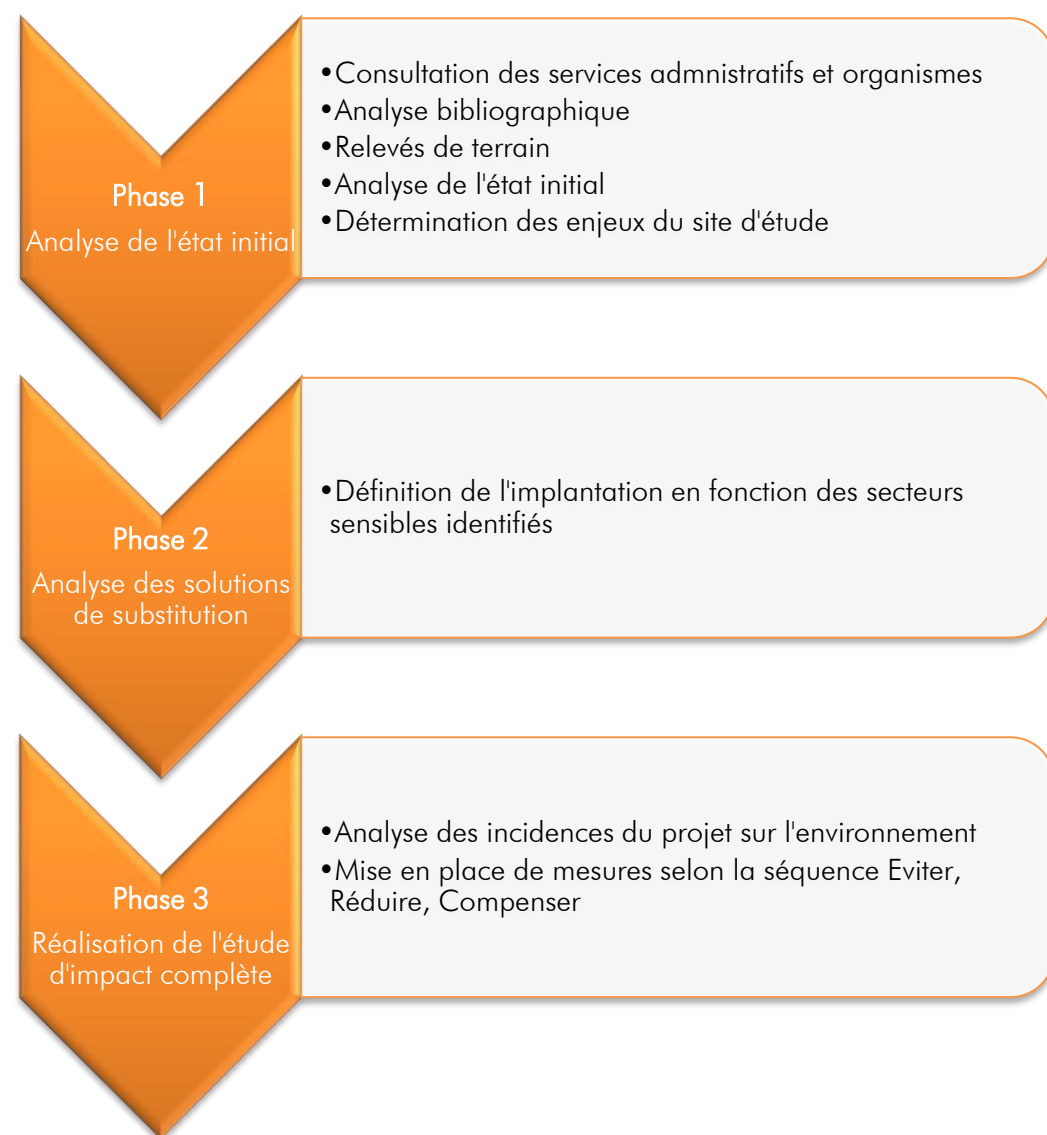 Phase 1
Analyse de l'état initial
•Consultation des services admnistratifs et organismes
•Analyse bibliographique
•Relevés de terrain
•Analyse de l'état initial
•Détermination des enjeux du site d'étude
Phase 2
Analyse des solutions
de substitution
•Définition de l'implantation en fonction des secteurs
sensibles identifiés
Phase 3
Réalisation de l'étude
d'impact complète
•Analyse des incidences du projet sur l'environnement
•Mise en place de mesures selon la séquence Eviter,
Réduire, Compenser